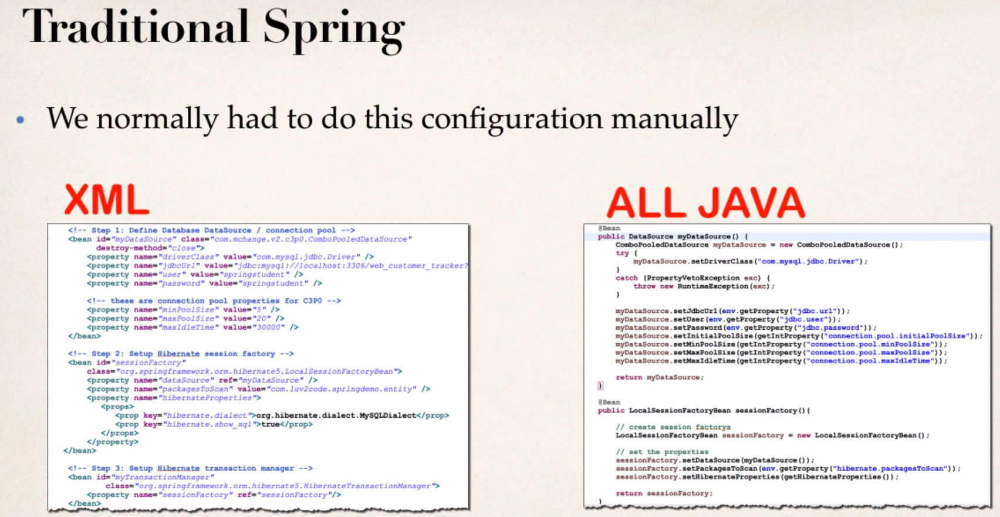 Traditional Spring
• We normally had to do this configuration manually
XML
<!-- Step 1: Define Database DataSource / connection pool -->
<bean id="myDataSource" class="com.mchange.v2.c3p0.ComboPooledDataSource"
destroy-method="close">
<property name="driverClass" value="com.mysql.jdbc.Driver" />
<property name="jdbcUrl" value="jdbc:mysql://localhost:3306/web_customer_tracker?
<property name="user" value="springstudent" />
<property name="password" value="springstudent" />
<!-- these are connection pool properties for C3P0 -->
<property name="minPoolSize" value="5" />
<property name="maxPoolSize" value="20" />
<property name="maxIdleTime" value="30000" />
</bean>
<!-- Step 2: Setup Hibernate session factory -->
<bean id="sessionFactory"
class="org.springframework.orm.hibernate5.LocalSessionFactoryBean">
<property name="dataSource" ref="myDataSource" />
<property name="packagesToScan" value="com.luv2code.springdemo.entity" />
<property name="hibernateProperties">
<props>
<prop key="hibernate.dialect">org.hibernate.dialect.MySQLDialect</prop>
<prop key="hibernate.show_sql">true</prop>
</props>
</property>
</bean>
<!-- Step 3: Setup Hibernate transaction manager -->
<bean id="myTransactionManager"
class="org.springframework.orm.hibernate5.HibernateTransactionManager">
<property name="sessionFactory" ref="sessionFactory"/>
</bean>
ALL JAVA
@Bean
public DataSource myDataSource() {
ComboPooledDataSource myDataSource = new ComboPooledDataSource();
try {
myDataSource.setDriverClass("com.mysql.jdbc.Driver");
}
catch (PropertyVetoException exc) {
throw new RuntimeException(exc);
}
myDataSource.setJdbcUrl(env.getProperty("jdbc.url"));
myDataSource.setUser(env.getProperty("jdbc.user"));
myDataSource.setPassword(env.getProperty("jdbc.password"));
myDataSource.setInitialPoolSize(getIntProperty("connection.pool.initialPoolSize"));
myDataSource.setMinPoolSize(getIntProperty("connection.pool.minPoolSize"));
myDataSource.setMaxPoolSize(getIntProperty("connection.pool.maxPoolSize"));
myDataSource.setMaxIdleTime(getIntProperty("connection.pool.maxIdleTime"));
return myDataSource;
}
@Bean
public LocalSessionFactoryBean sessionFactory(){
// create session factorys
LocalSessionFactoryBean sessionFactory = new LocalSessionFactoryBean();
// set the properties
sessionFactory.setDataSource(myDataSource());
sessionFactory.setPackagesToScan(env.getProperty("hibernate.packagesToScan"));
sessionFactory.setHibernateProperties(getHibernateProperties());
return sessionFactory;
}